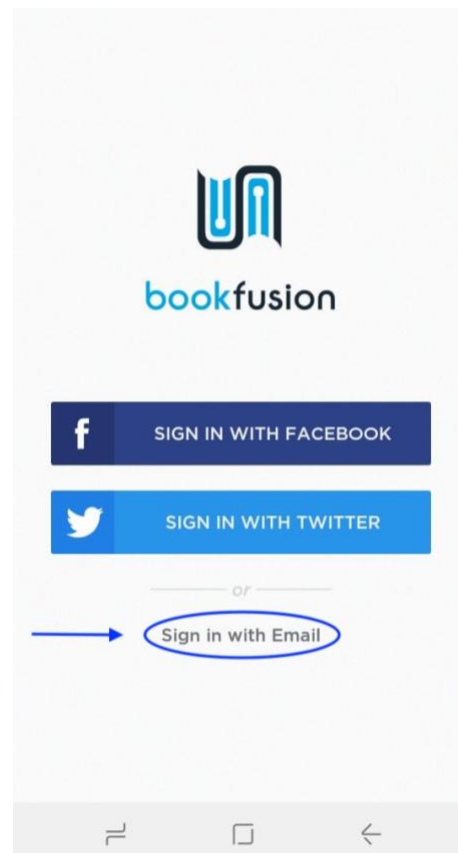 bookfusion
f
SIGN IN WITH FACEBOOK
SIGN IN WITH TWITTER
or
Sign in with Email